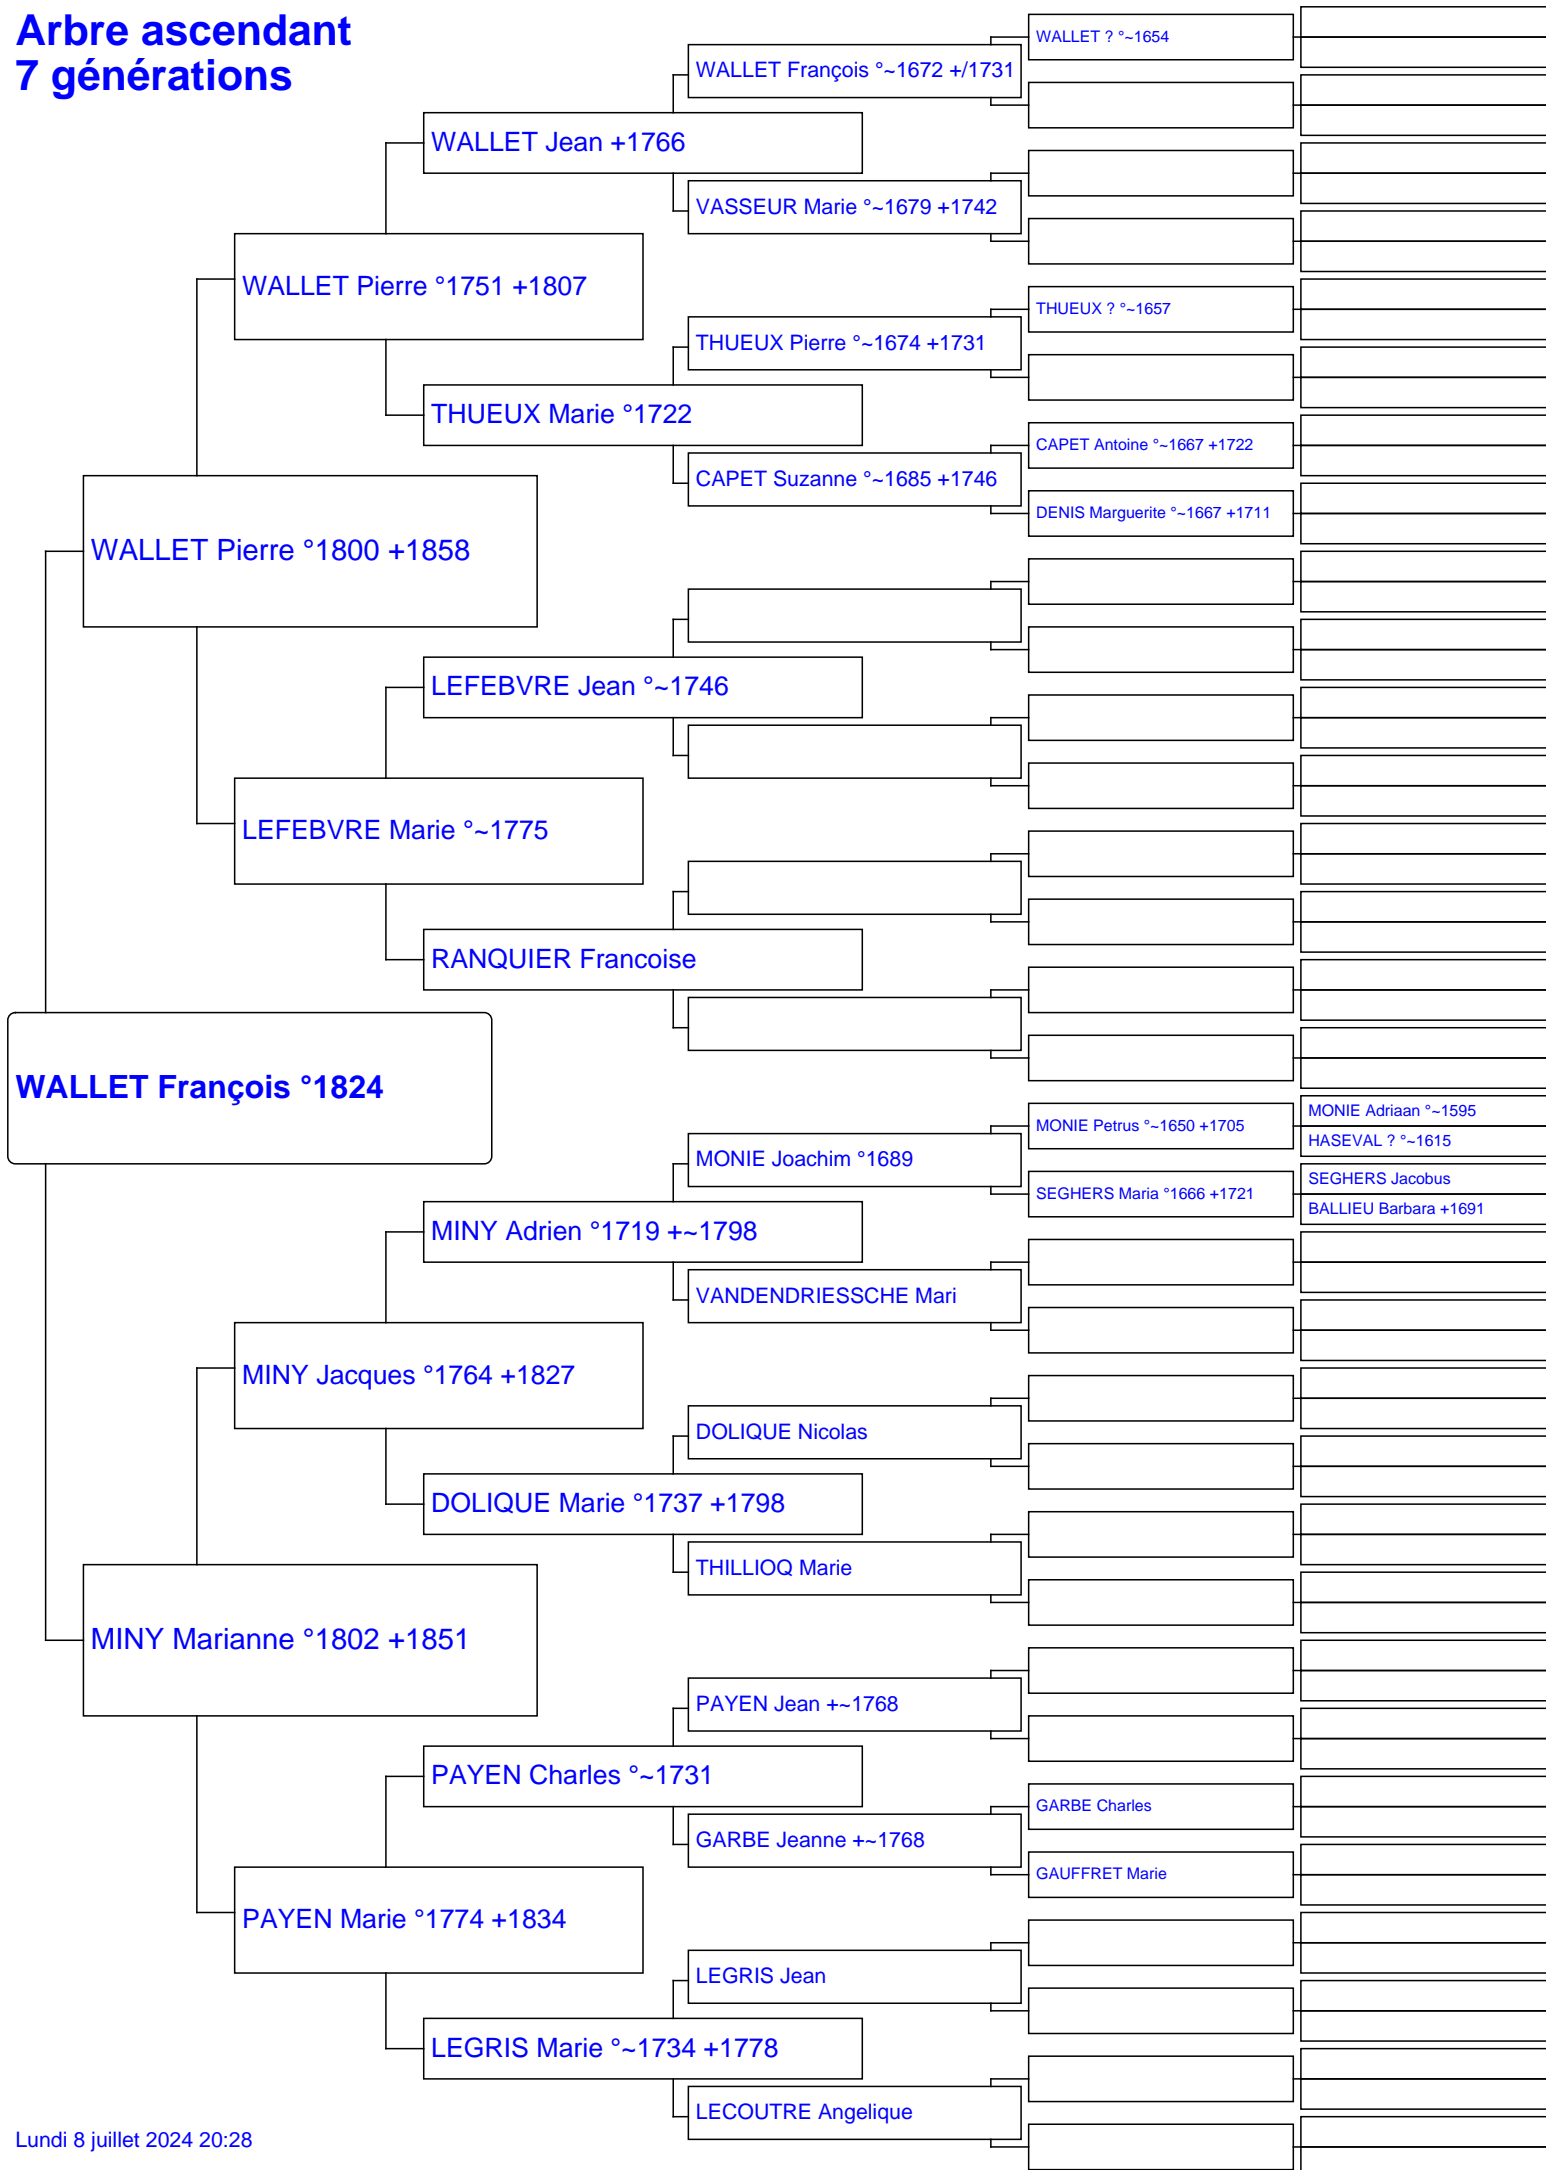 Arbre ascendant
7 générations
WALLET François °1824
WALLET Pierre °1800 +1858
MINY Marianne °1802 +1851
WALLET Pierre °1751 +1807
LEFEBVRE Marie °~1775
MINY Jacques °1764 +1827
PAYEN Marie °1774 +1834
WALLET Jean +1766
THUEUX Marie °1722
LEFEBVRE Jean °~1746
RANQUIER Francoise
MINY Adrien °1719 +~1798
DOLIQUE Marie °1737 +1798
PAYEN Charles °~1731
LEGRIS Marie °~1734 +1778
WALLET François °~1672 +/1731
VASSEUR Marie °~1679 +1742
THUEUX Pierre °~1674 +1731
CAPET Suzanne °~1685 +1746
MONIE Joachim °1689
VANDENDRIESSCHE Mari
DOLIQUE Nicolas
THILLIOQ Marie
PAYEN Jean +~1768
GARBE Jeanne +~1768
LEGRIS Jean
LECOUTRE Angelique
WALLET ? °~1654
THUEUX ? °~1657
CAPET Antoine °~1667 +1722
DENIS Marguerite °~1667 +1711
MONIE Petrus °~1650 +1705
SEGHERS Maria °1666 +1721
GARBE Charles
GAUFFRET Marie
MONIE Adriaan °~1595
HASEVAL ? °~1615
SEGHERS Jacobus
BALLIEU Barbara +1691
Lundi 8 juillet 2024 20:28